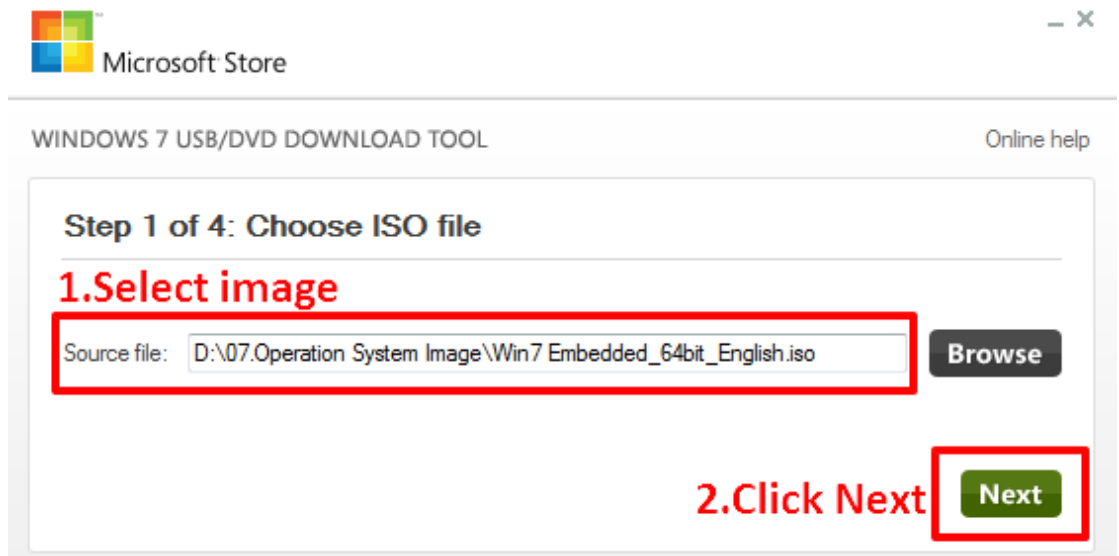 Microsoft Store
WINDOWS 7 USB/DVD DOWNLOAD TOOL
Online help
Step 1 of 4: Choose ISO file
1.Select image
Source file: D:\07.Operation System Image\Win7 Embedded_64bit_English.iso
Browse
2.Click Next
Next